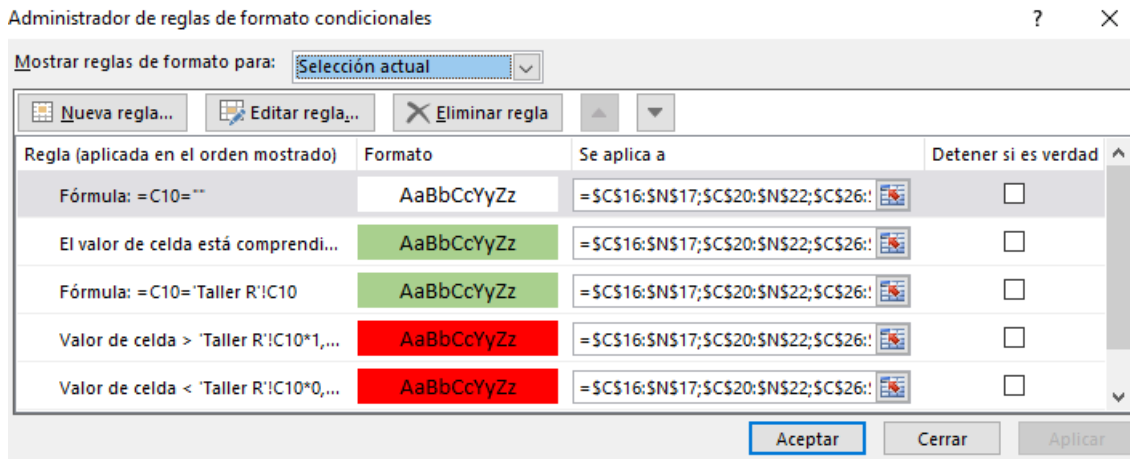 Administrador de reglas de formato condicionales ? ×
Mostrar reglas de formato para: Selección actual
Nueva regla... Editar regla... Eliminar regla
Regla (aplicada en el orden mostrado) Formato Se aplica a Detener si es verdad
Fórmula: =C10="" AaBbCcYyZz =$C$16:$N$17;$C$20:$N$22;$C$26:
El valor de celda está comprendi... AaBbCcYyZz =$C$16:$N$17;$C$20:$N$22;$C$26:
Fórmula: =C10='Taller R'!C10 AaBbCcYyZz =$C$16:$N$17;$C$20:$N$22;$C$26:
Valor de celda > 'Taller R'!C10*1,... AaBbCcYyZz =$C$16:$N$17;$C$20:$N$22;$C$26:
Valor de celda < 'Taller R'!C10*0,... AaBbCcYyZz =$C$16:$N$17;$C$20:$N$22;$C$26:
Aceptar Cerrar Aplicar